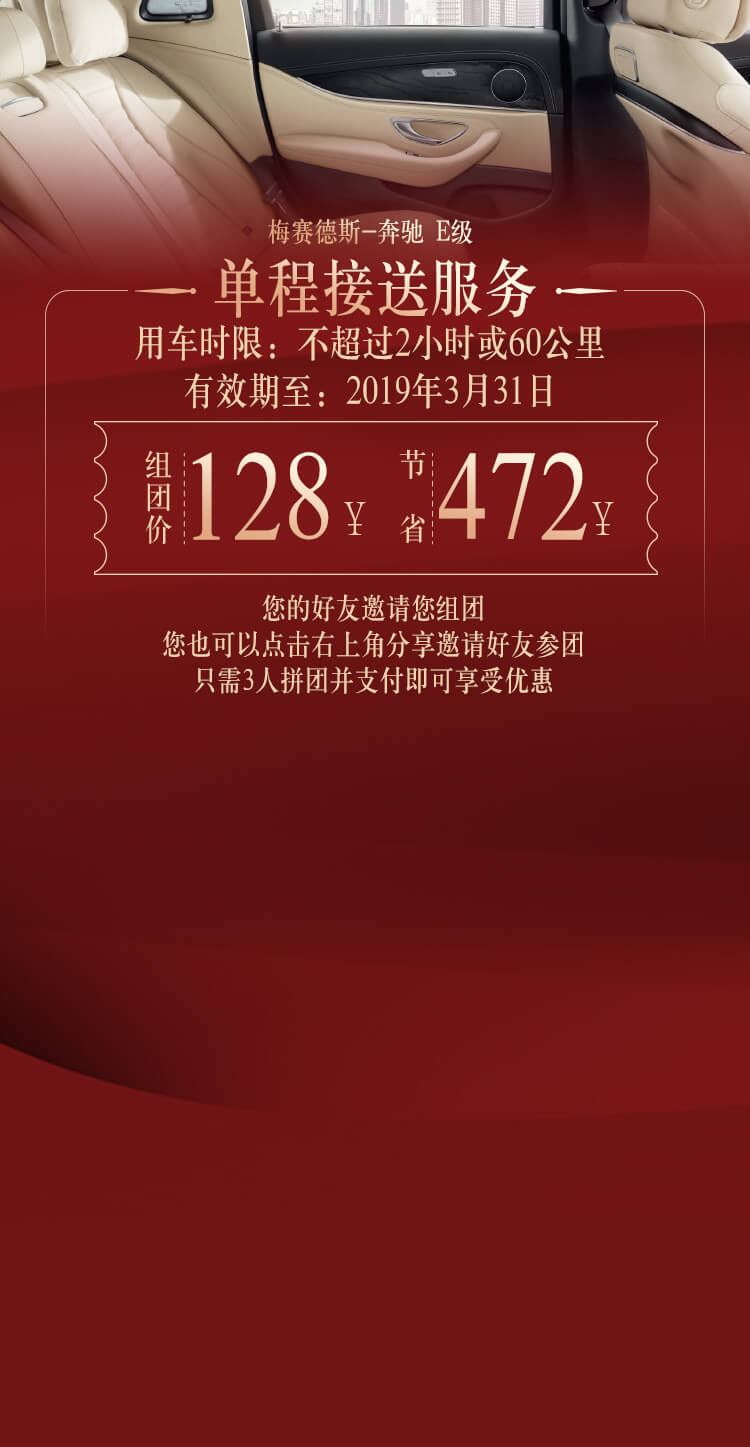 梅赛德斯-奔驰 E级
单程接送服务
用车时限：不超过2小时或60公里
有效期至：2019年3月31日
组团价 128¥ 节省 472¥
您的好友邀请您组团
您也可以点击右上角分享邀请好友参团
只需3人拼团并支付即可享受优惠